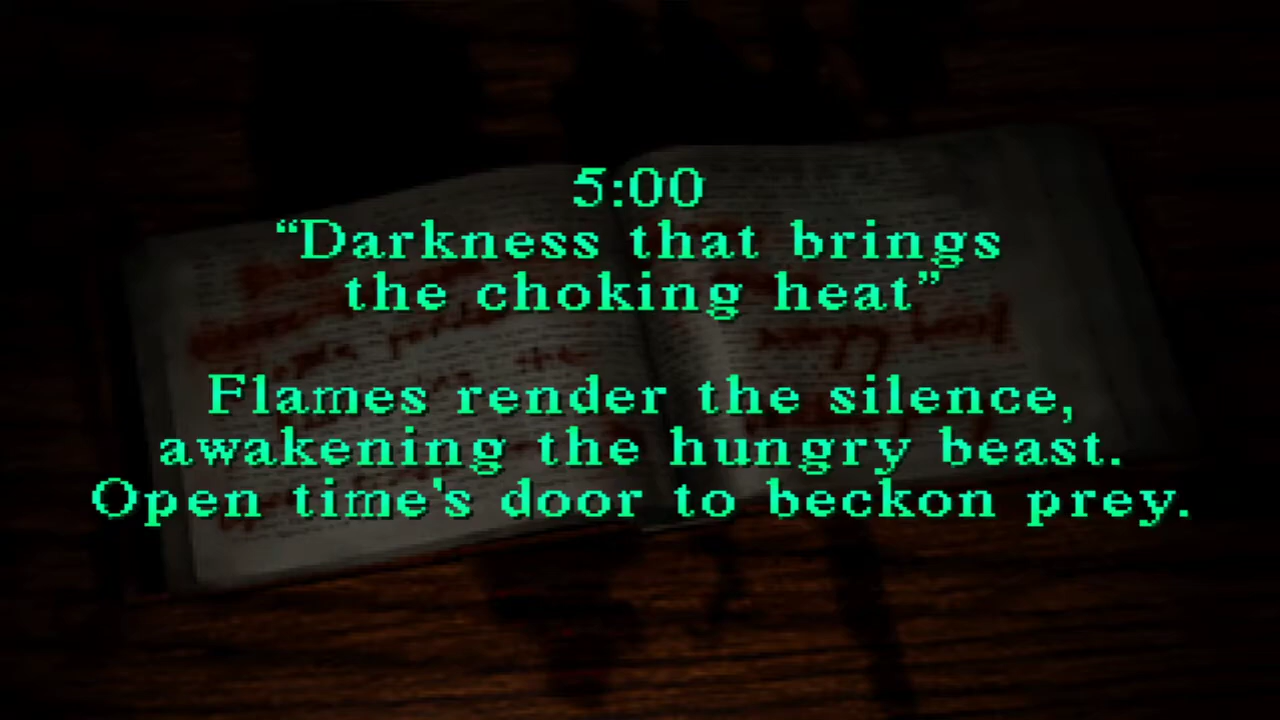 5:00
“Darkness that brings
the choking heat”
Flames render the silence,
awakening the hungry beast.
Open time's door to beckon prey.